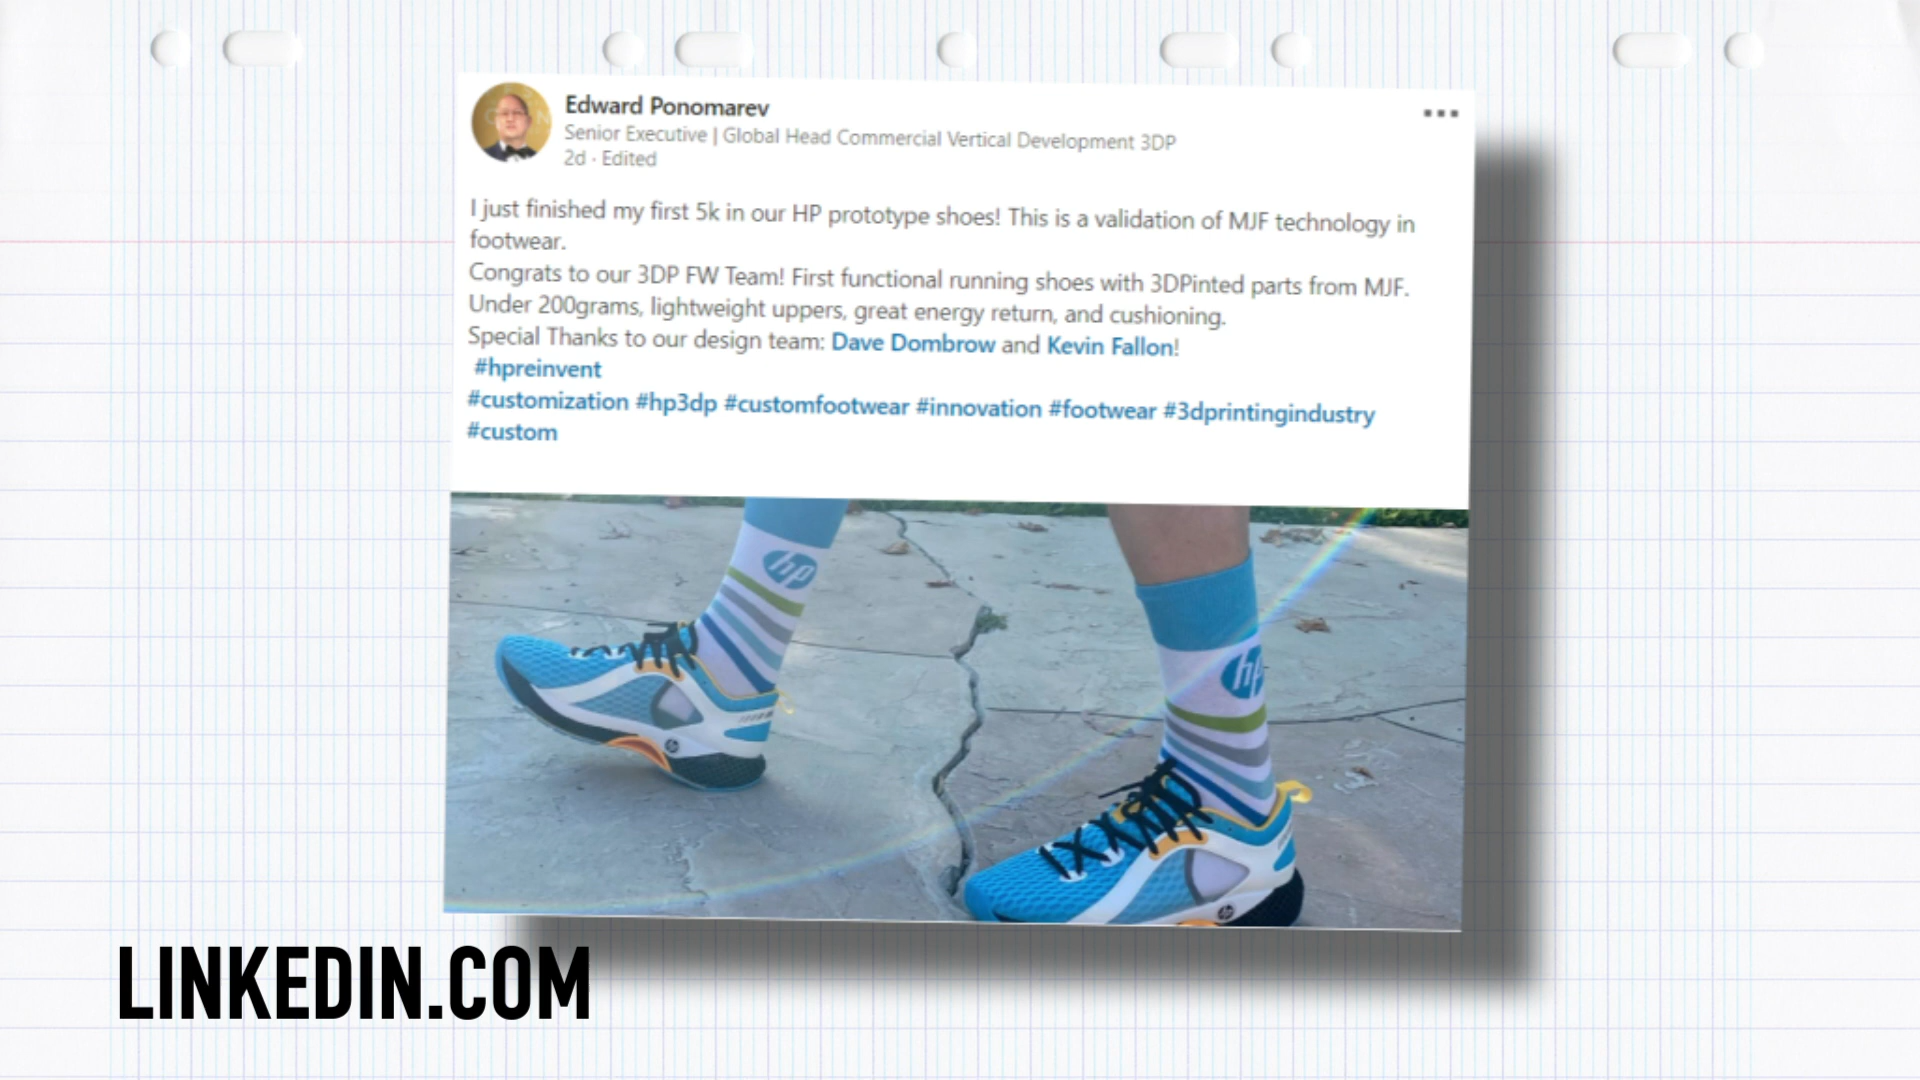 Edward Ponomarev
Senior Executive | Global Head Commercial Vertical Development 3DP
2d · Edited
I just finished my first 5k in our HP prototype shoes! This is a validation of MJF technology in
footwear.
Congrats to our 3DP FW Team! First functional running shoes with 3DPinted parts from MJF.
Under 200grams, lightweight uppers, great energy return, and cushioning.
Special Thanks to our design team: Dave Dombrow and Kevin Fallon!
#hpreinvent
#customization #hp3dp #customfootwear #innovation #footwear #3dprintingindustry
#custom
hp
hp
LINKEDIN.COM